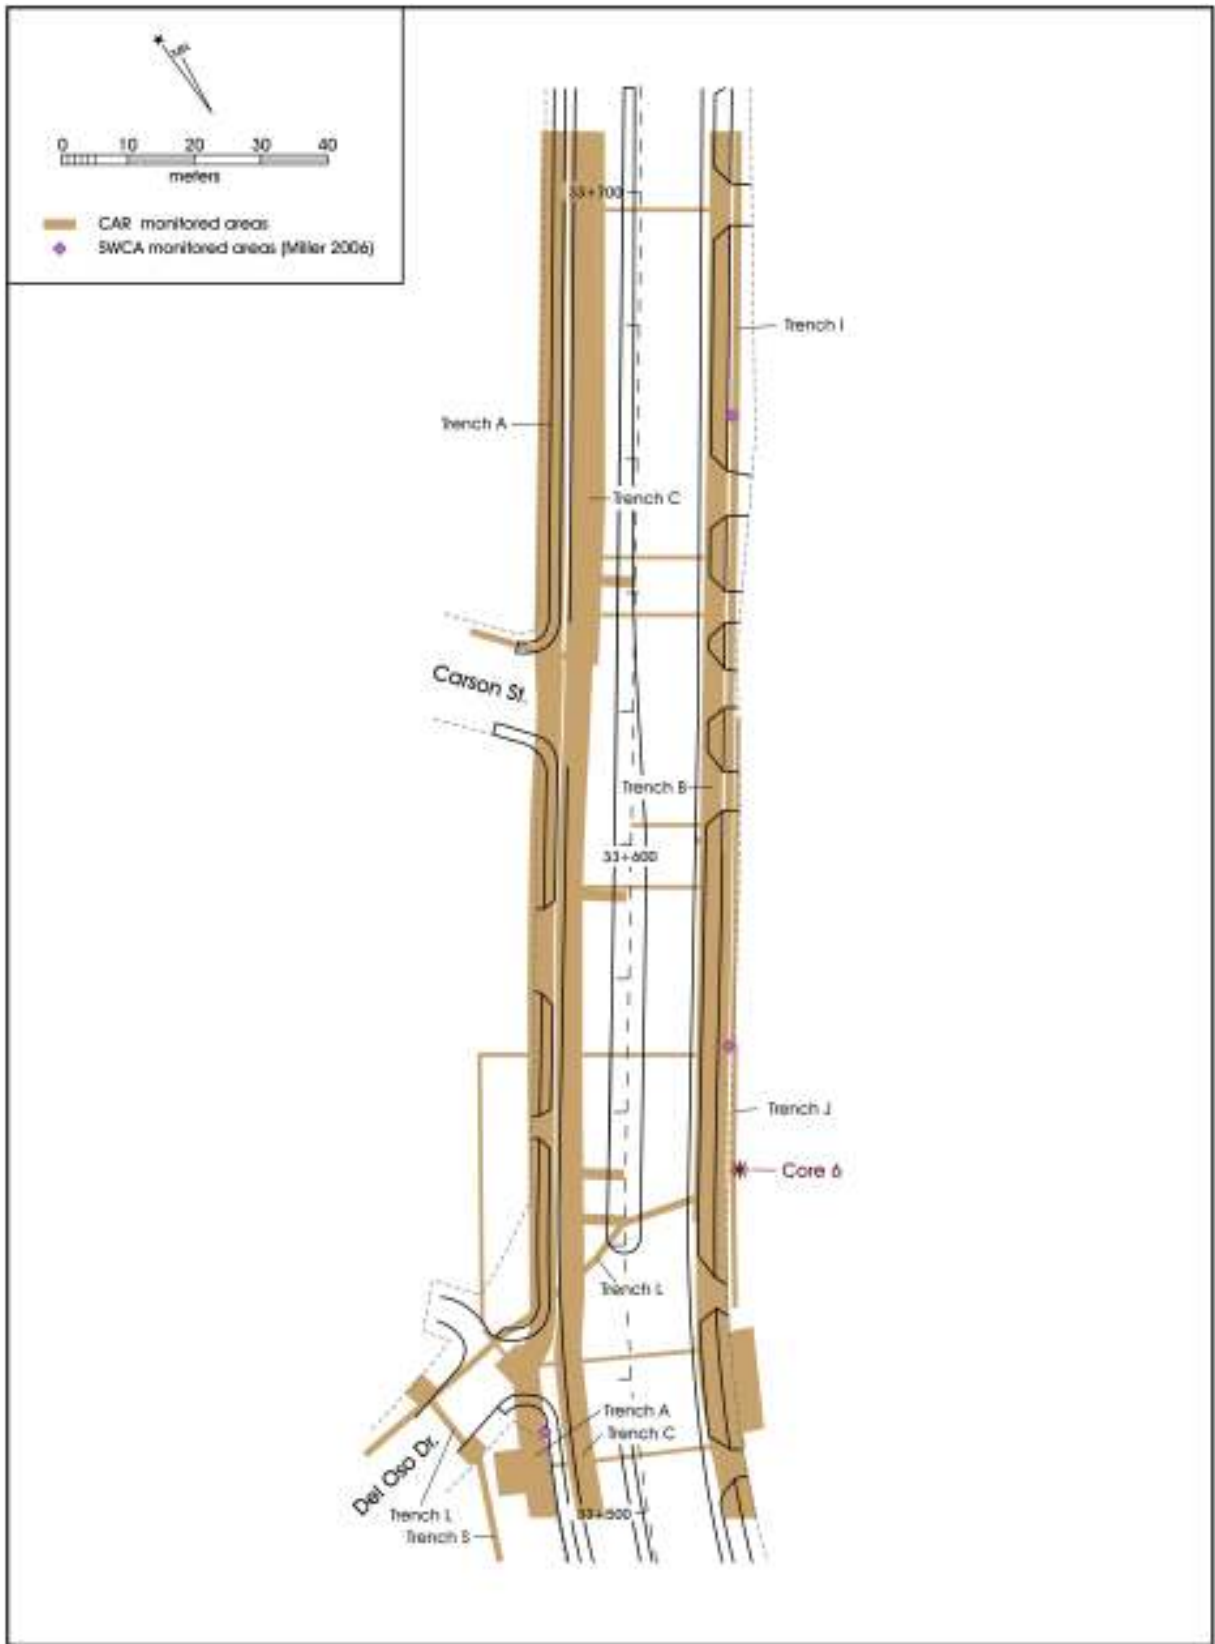 MN
0 10 20 30 40
meters
CAR monitored areas
SWCA monitored areas (Miller 2006)
33+700
Trench I
Trench A
Trench C
Carson St.
Trench B
33+600
Trench J
Core 6
Trench L
Trench A
Trench C
Del Oso Dr.
Trench L
33+500
Trench S